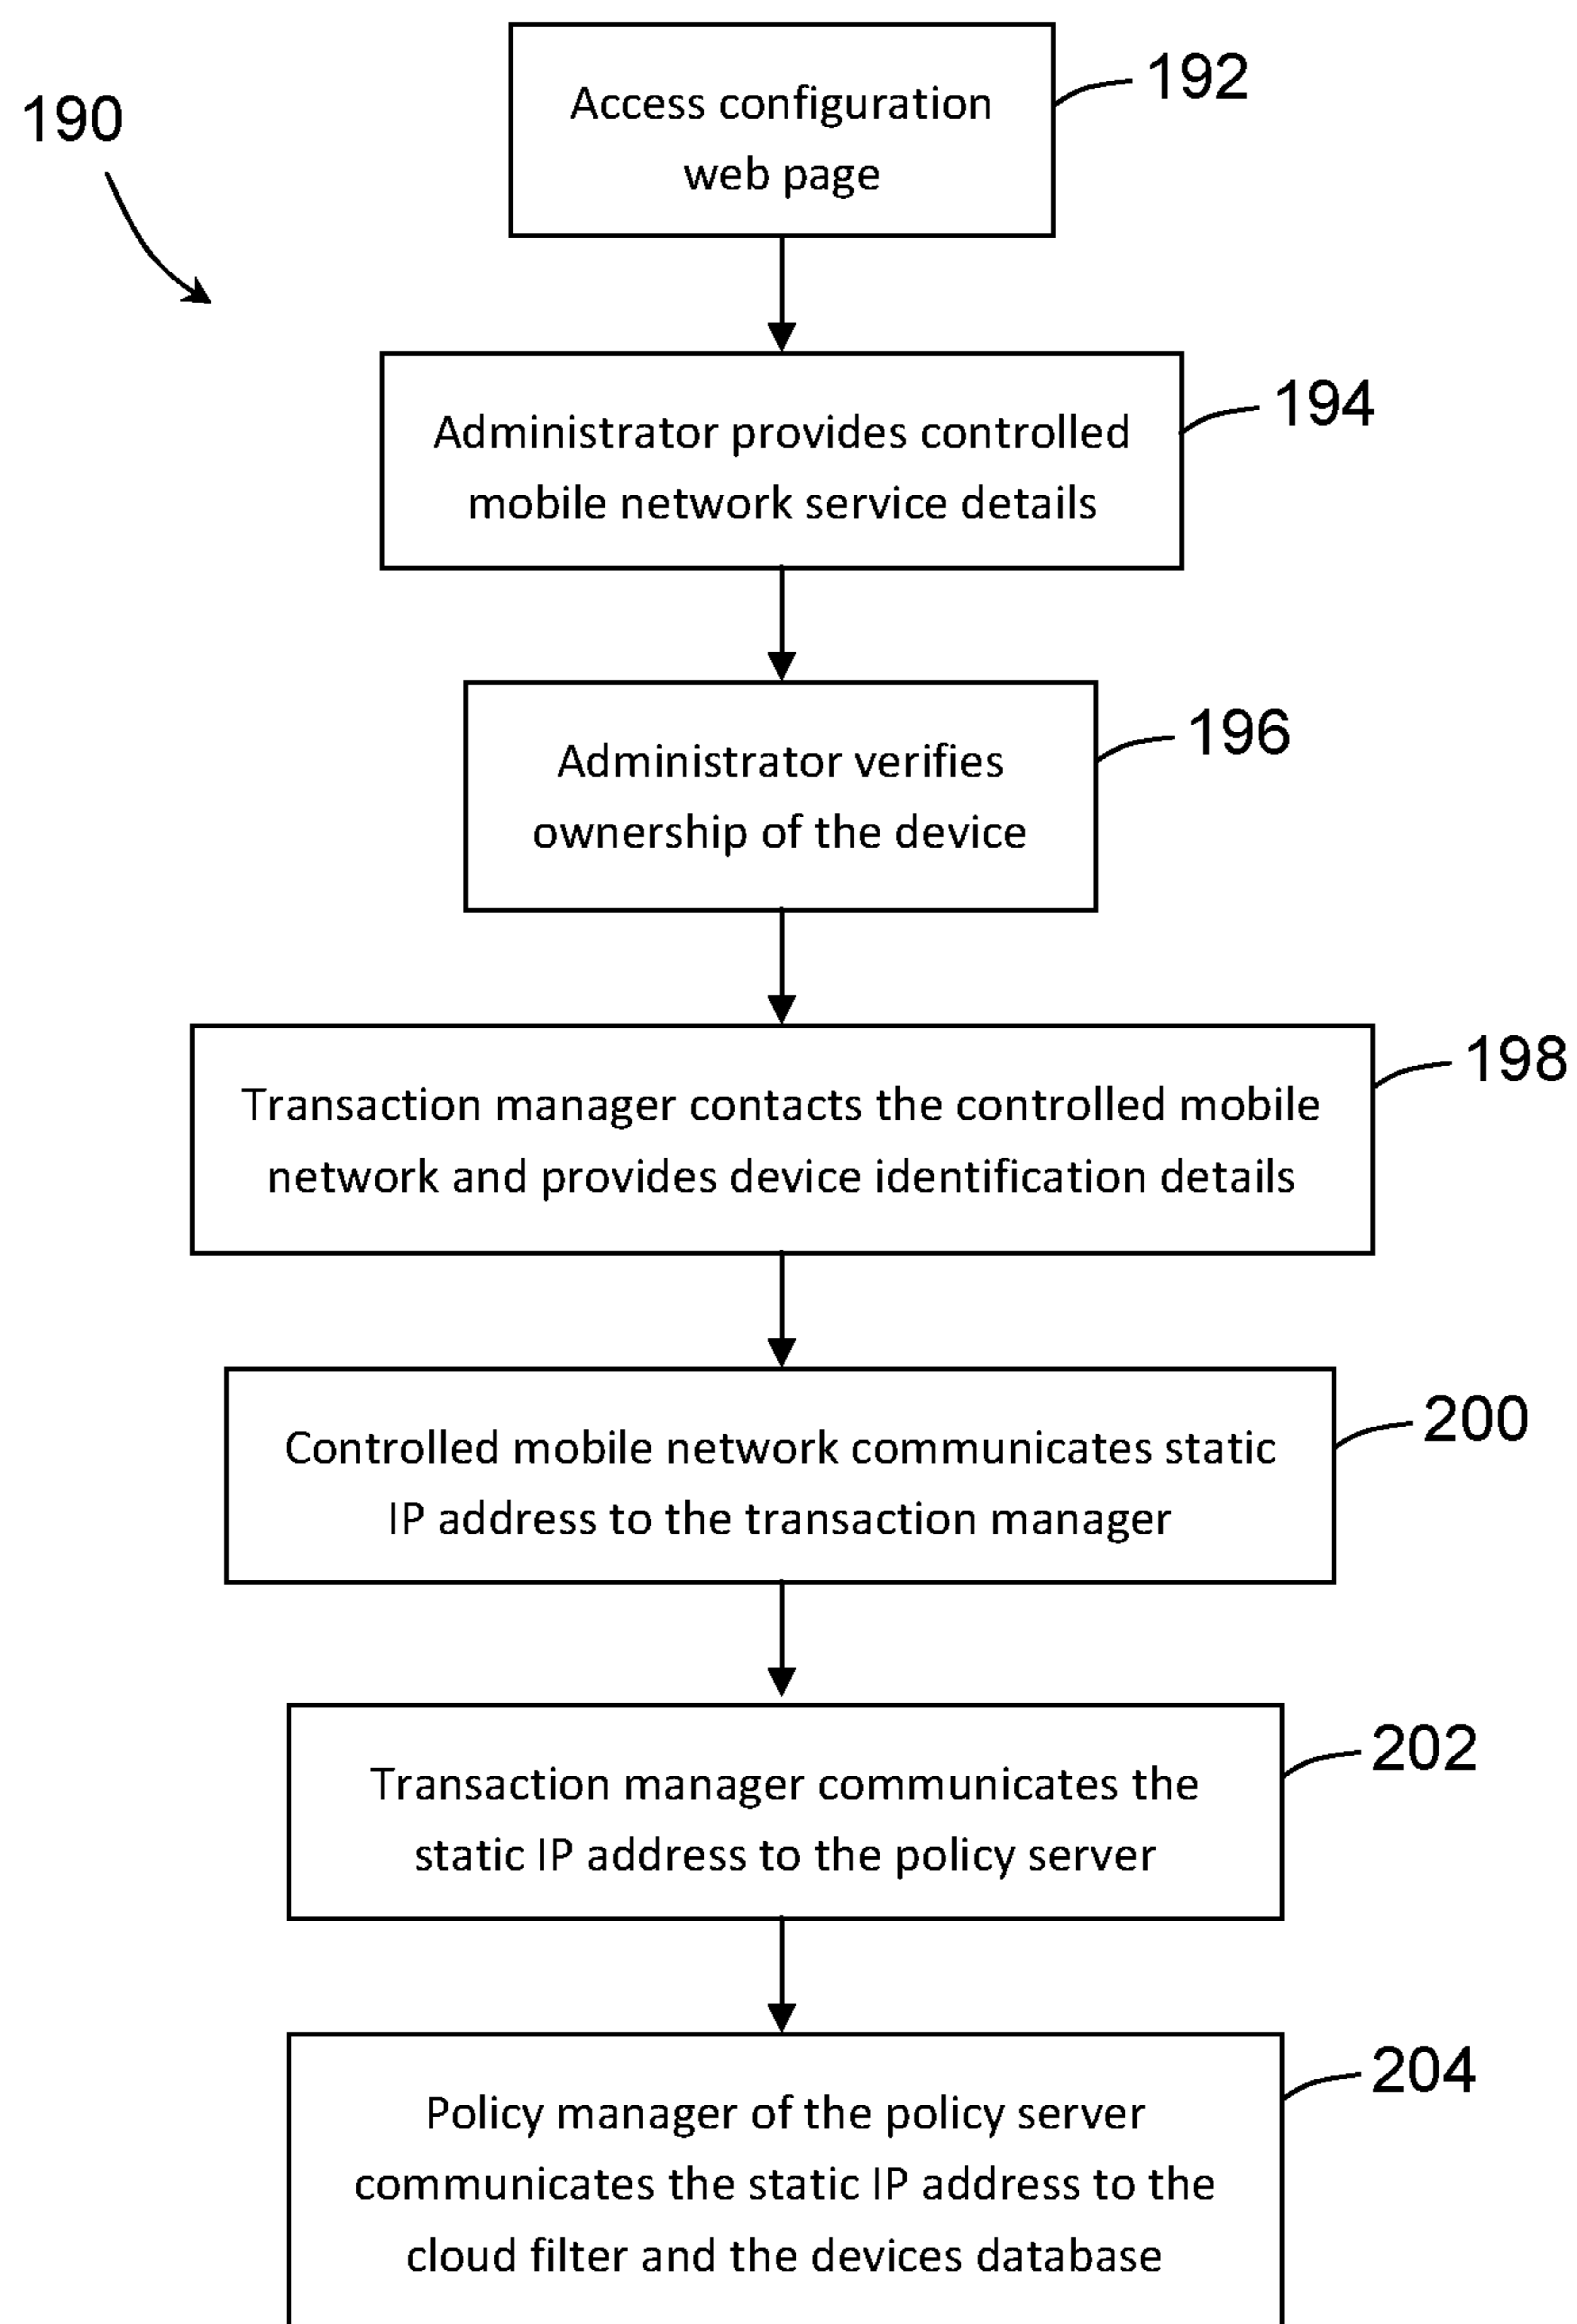 190
Access configuration
web page
192
Administrator provides controlled
mobile network service details
194
Administrator verifies
ownership of the device
196
Transaction manager contacts the controlled mobile
network and provides device identification details
198
Controlled mobile network communicates static
IP address to the transaction manager
200
Transaction manager communicates the
static IP address to the policy server
202
Policy manager of the policy server
communicates the static IP address to the
cloud filter and the devices database
204